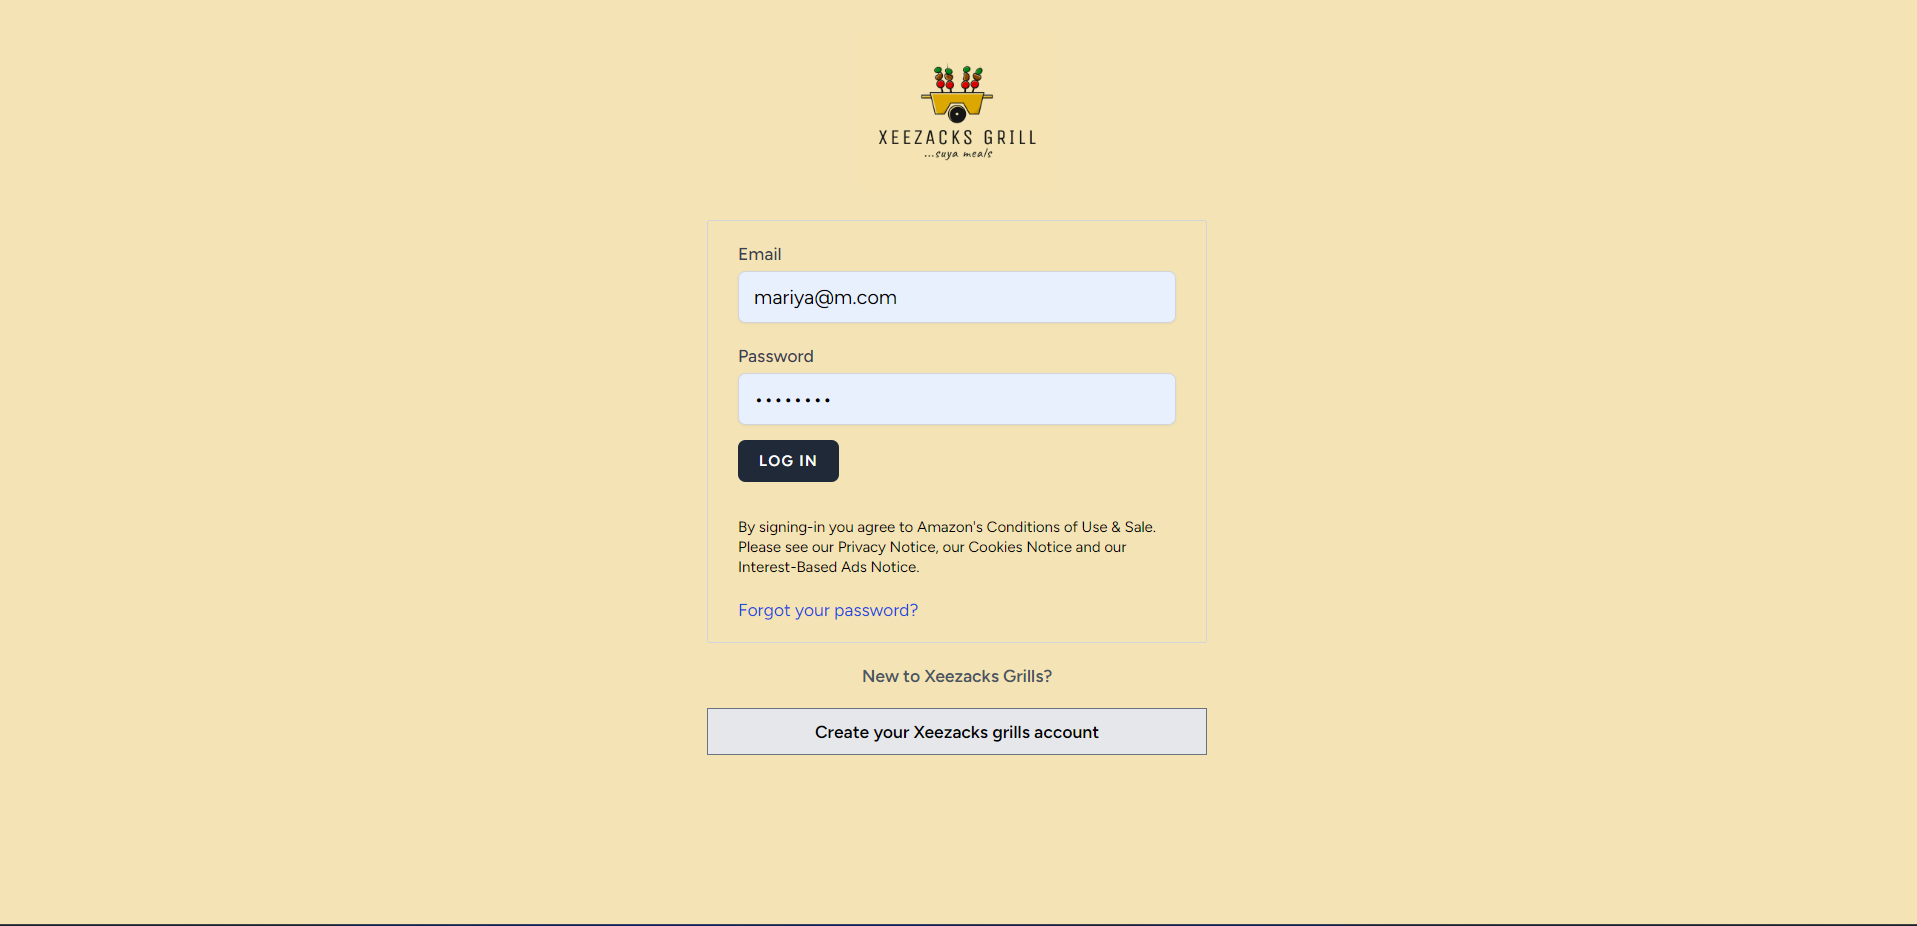 XEEZACKS GRILL
...suya meals
Email
mariya@m.com
Password
••••••••
LOG IN
By signing-in you agree to Amazon's Conditions of Use & Sale.
Please see our Privacy Notice, our Cookies Notice and our
Interest-Based Ads Notice.
Forgot your password?
New to Xeezacks Grills?
Create your Xeezacks grills account